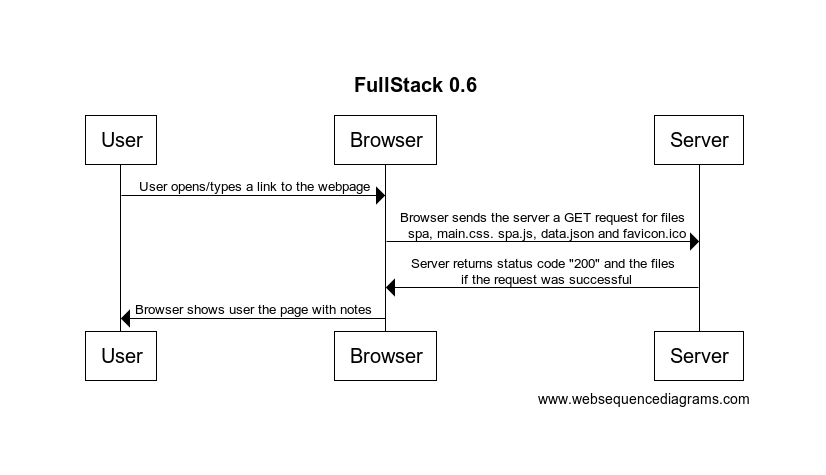 FullStack 0.6
User
Browser
Server
User opens/types a link to the webpage
Browser sends the server a GET request for files
spa, main.css. spa.js, data.json and favicon.ico
Server returns status code "200" and the files
if the request was successful
Browser shows user the page with notes
User
Browser
Server
www.websequencediagrams.com